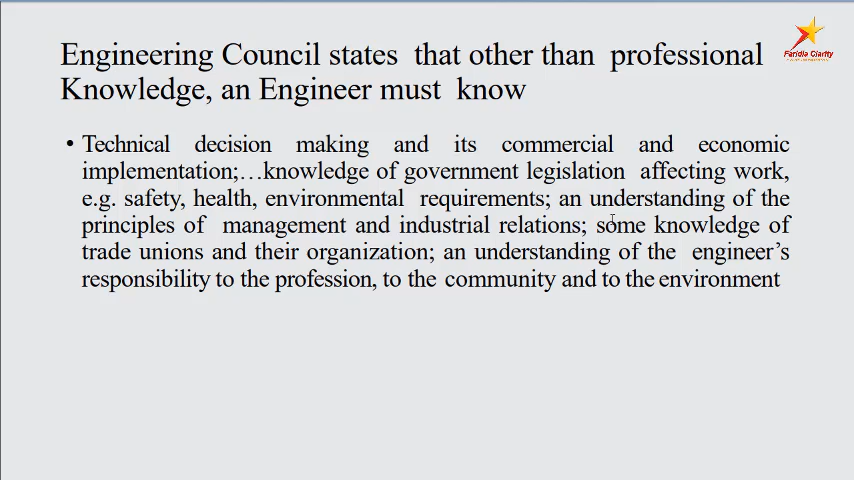 Engineering Council states that other than professional
Knowledge, an Engineer must know
• Technical decision making and its commercial and economic
implementation;…knowledge of government legislation affecting work,
e.g. safety, health, environmental requirements; an understanding of the
principles of management and industrial relations; some knowledge of
trade unions and their organization; an understanding of the engineer’s
responsibility to the profession, to the community and to the environment
Faridia Clarity